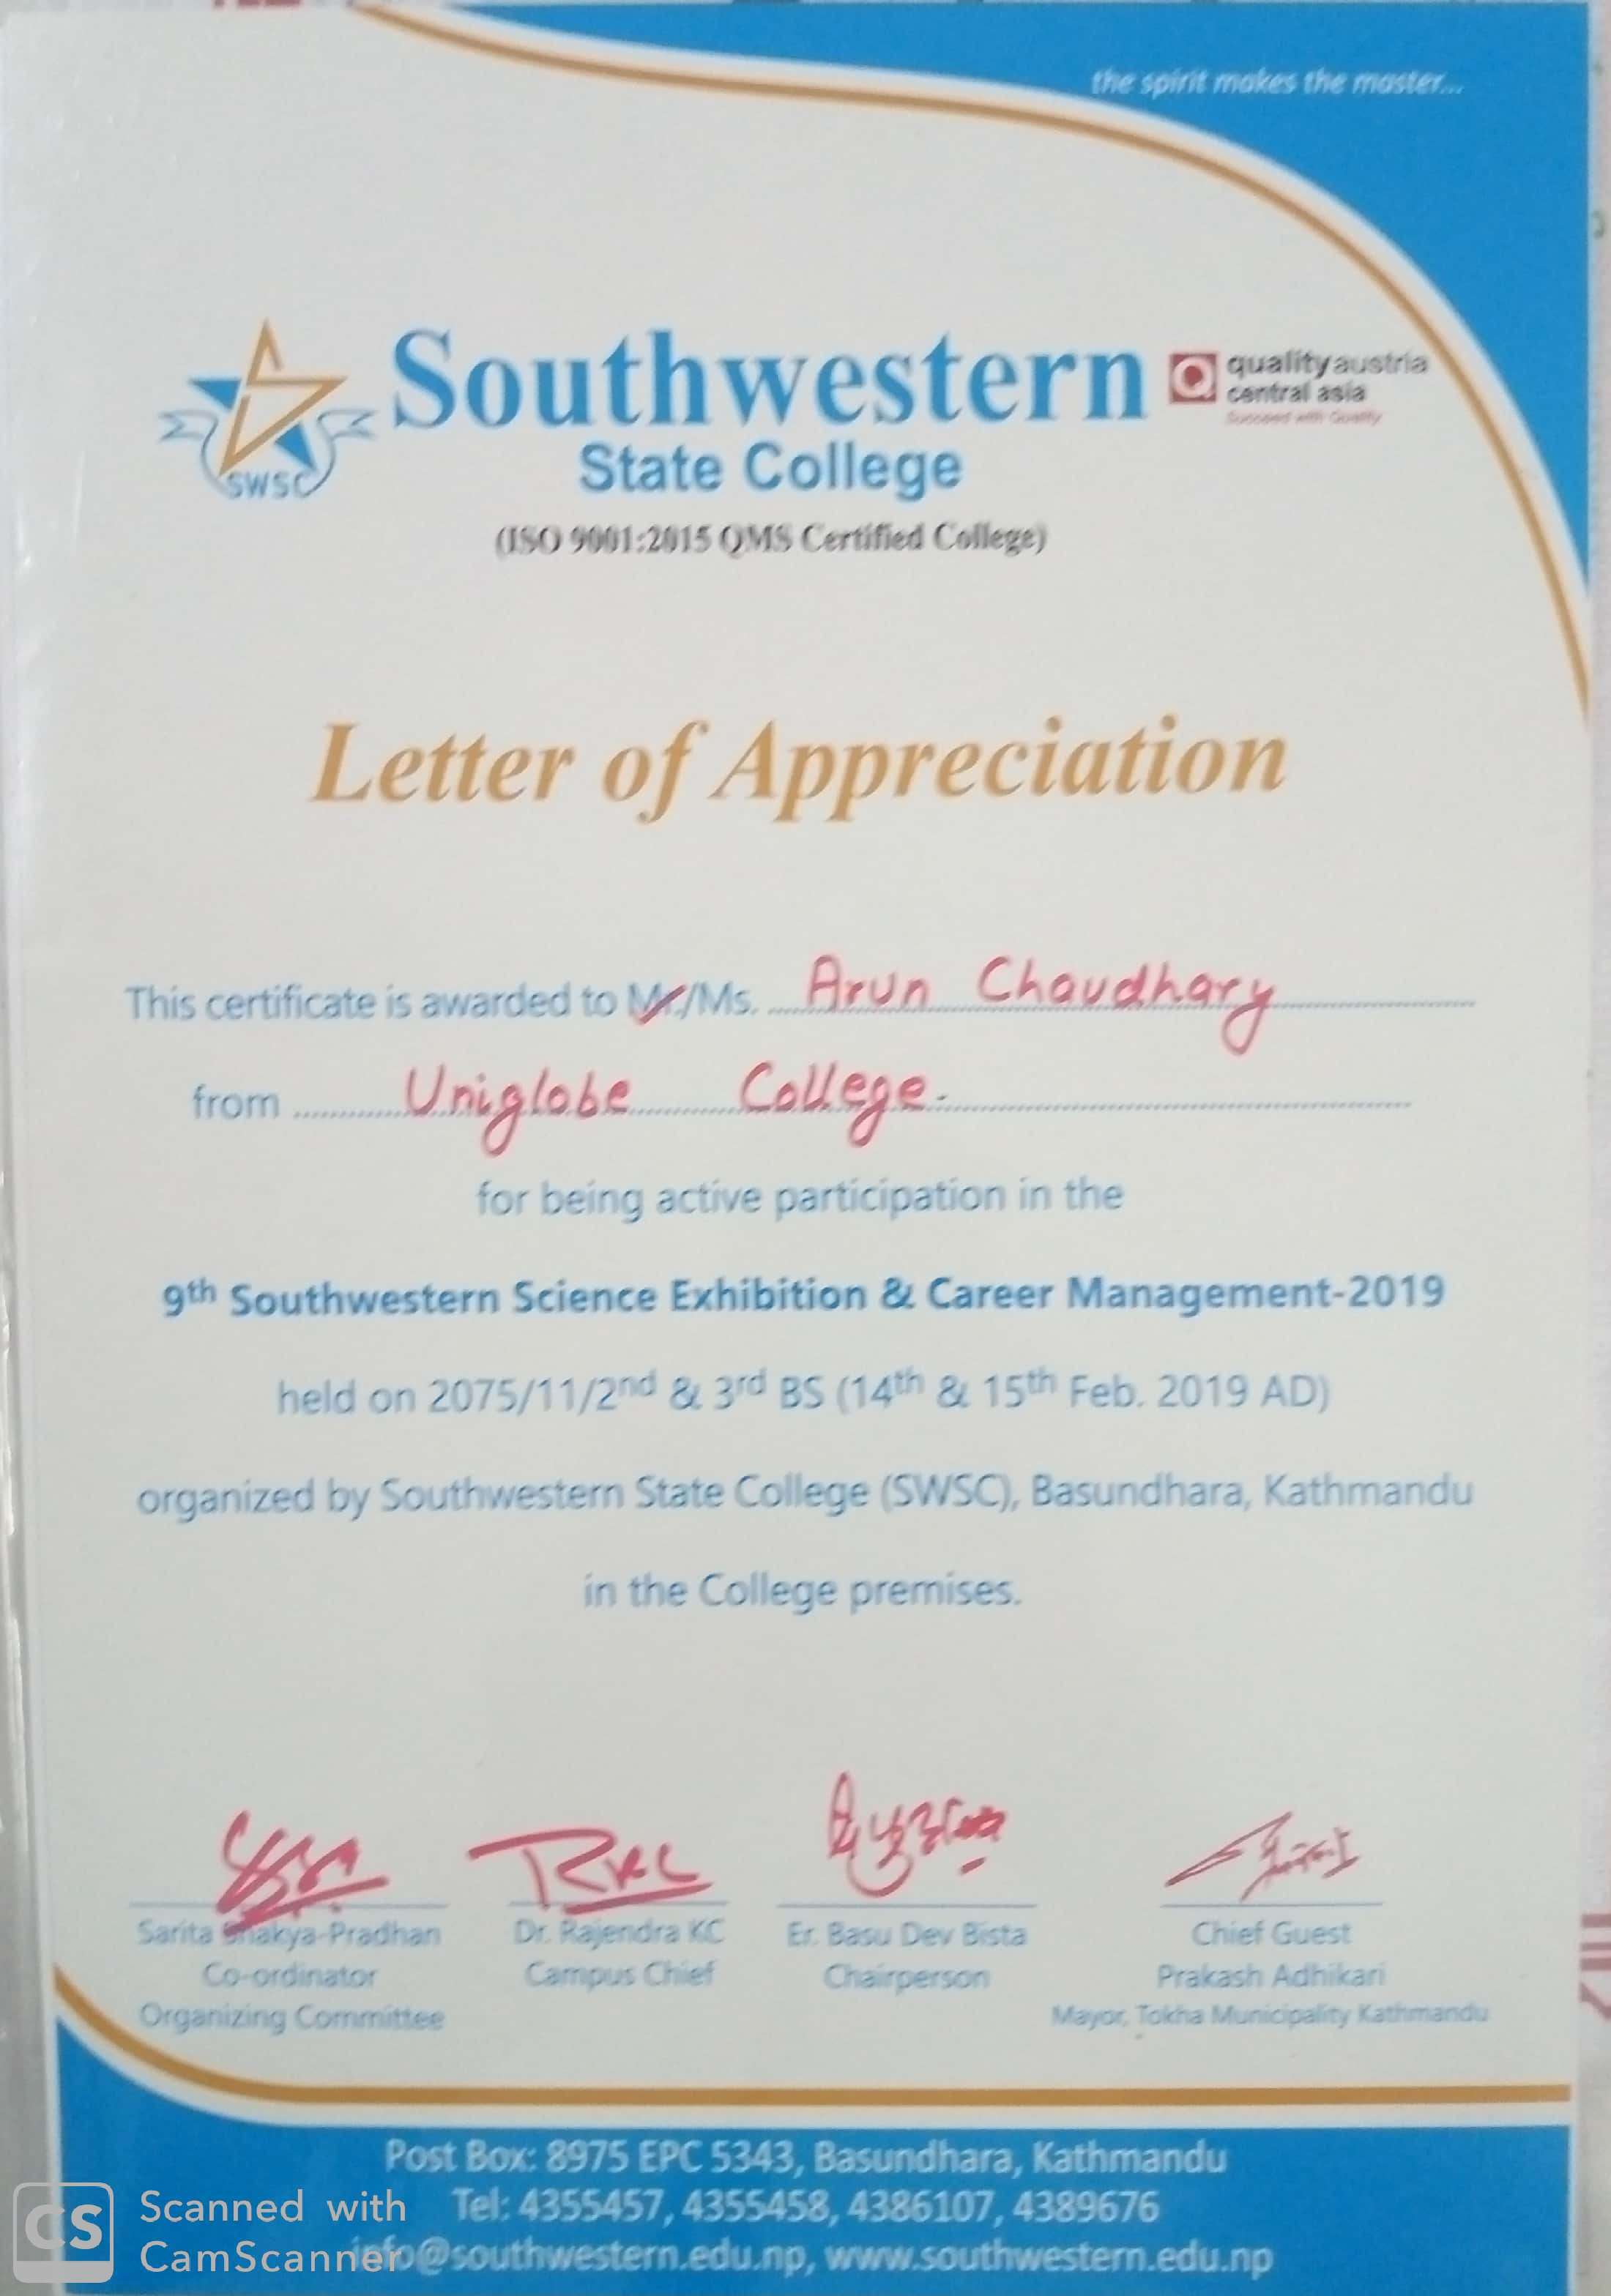 the spirit makes the master...
Southwestern
State College
(ISO 9001:2015 QMS Certified College)
SWSC
qualityaustria
central asia
Succeed with Quality
Letter of Appreciation
This certificate is awarded to Mr./Ms. Arun Chaudhary
from Uniglobe College.
for being active participation in the
9th Southwestern Science Exhibition & Career Management-2019
held on 2075/11/2nd & 3rd BS (14th & 15th Feb. 2019 AD)
organized by Southwestern State College (SWSC), Basundhara, Kathmandu
in the College premises.
RKC
Sarita Shakya-Pradhan
Co-ordinator
Organizing Committee
Dr. Rajendra KC
Campus Chief
Er. Basu Dev Bista
Chairperson
Chief Guest
Prakash Adhikari
Mayor, Tokha Municipality Kathmandu
Post Box: 8975 EPC 5343, Basundhara, Kathmandu
Tel: 4355457, 4355458, 4386107, 4389676
info@southwestern.edu.np, www.southwestern.edu.np
CS
Scanned with
CamScanner